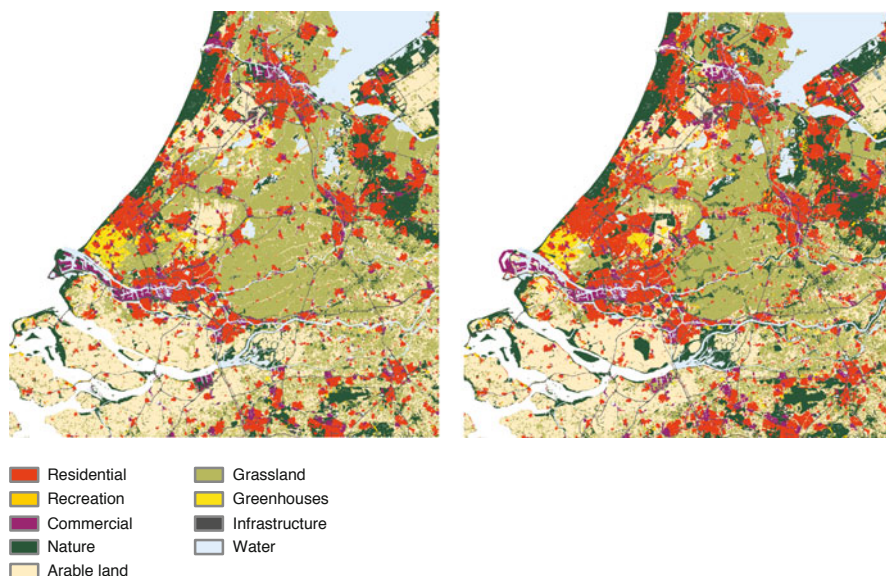 Residential
Recreation
Commercial
Nature
Arable land
Grassland
Greenhouses
Infrastructure
Water